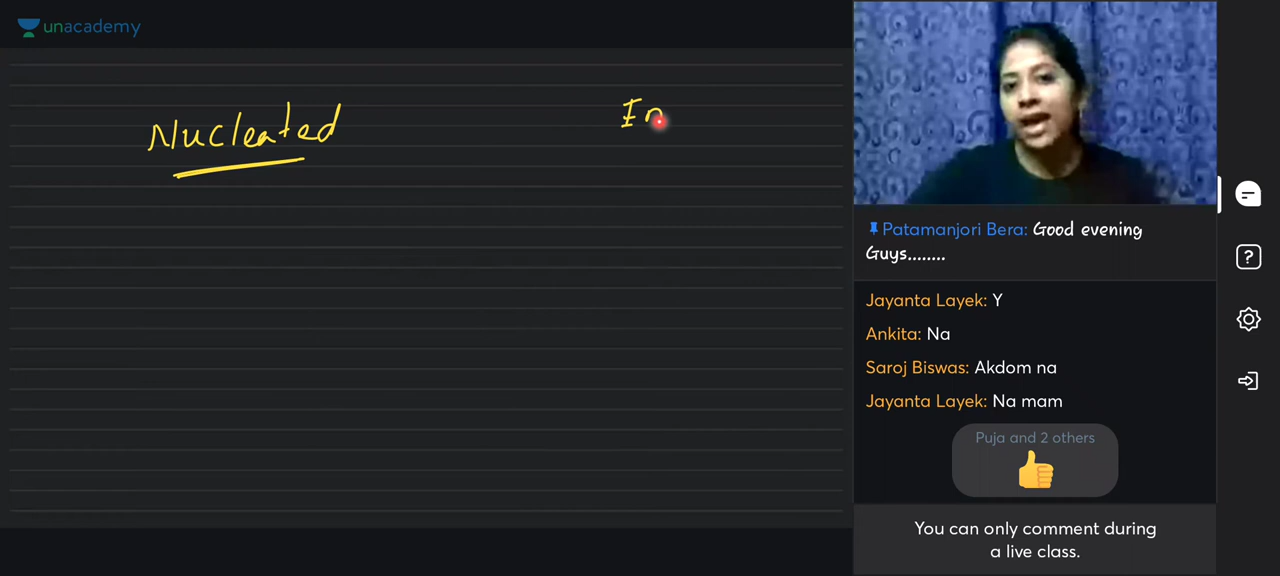 unacademy
Nucleated
In
Patamanjori Bera: Good evening
Guys........
Jayanta Layek: Y
Ankita: Na
Saroj Biswas: Akdom na
Jayanta Layek: Na mam
Puja and 2 others
You can only comment during
a live class.
?